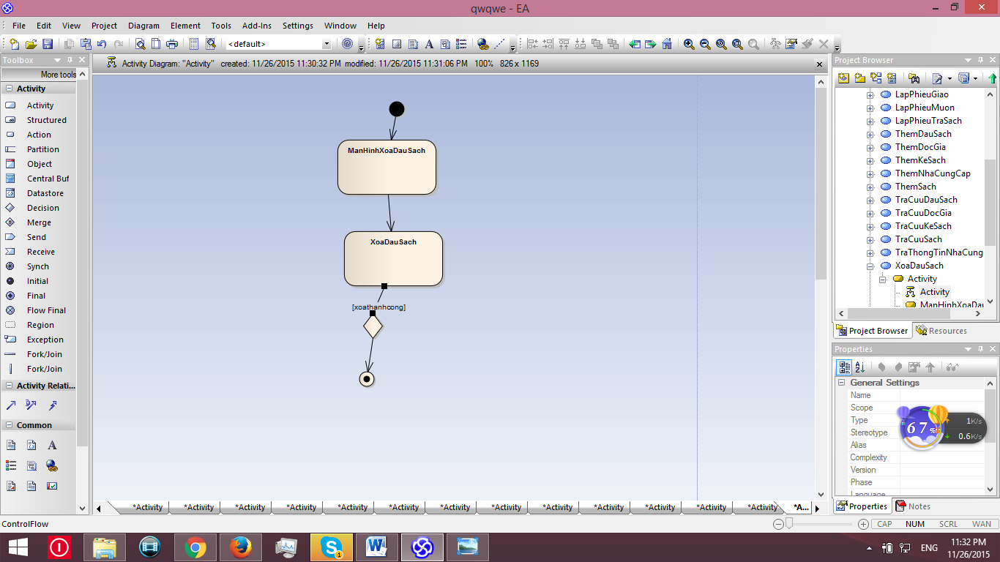 qwqwe - EA
File Edit View Project Diagram Element Tools Add-Ins Settings Window Help
<default>
Toolbox
More tools
Activity
Activity
Structured
Action
Partition
Object
Central Buf
Datastore
Decision
Merge
Send
Receive
Synch
Initial
Final
Flow Final
Region
Exception
Fork/Join
Fork/Join
Activity Relati...
Common
Activity Diagram: "Activity" created: 11/26/2015 11:30:32 PM modified: 11/26/2015 11:31:06 PM 100% 826 x 1169
ManHinhXoaDauSach
XoaDauSach
[xoathanhcong]
*Activity *Activity *Activity *Activity *Activity *Activity *Activity *Activity *Activity *Activity *Activity *Activity *Activity *A...
Project Browser
LapPhieuGiao
LapPhieuMuon
LapPhieuTraSach
ThemDauSach
ThemDocGia
ThemKeSach
ThemNhaCungCap
ThemSach
TraCuuDauSach
TraCuuDocGia
TraCuuKeSach
TraCuuSach
TraThongTinNhaCung
XoaDauSach
Activity
Activity
ManHinhXoaDau
Project Browser Resources
Properties
General Settings
Name
Scope
Type
Stereotype
Alias
Complexity
Version
Phase
Language
67%
1K/s
0.6K/s
Properties Notes
ControlFlow
CAP NUM SCRL WAN
1
ENG
11:32 PM
11/26/2015